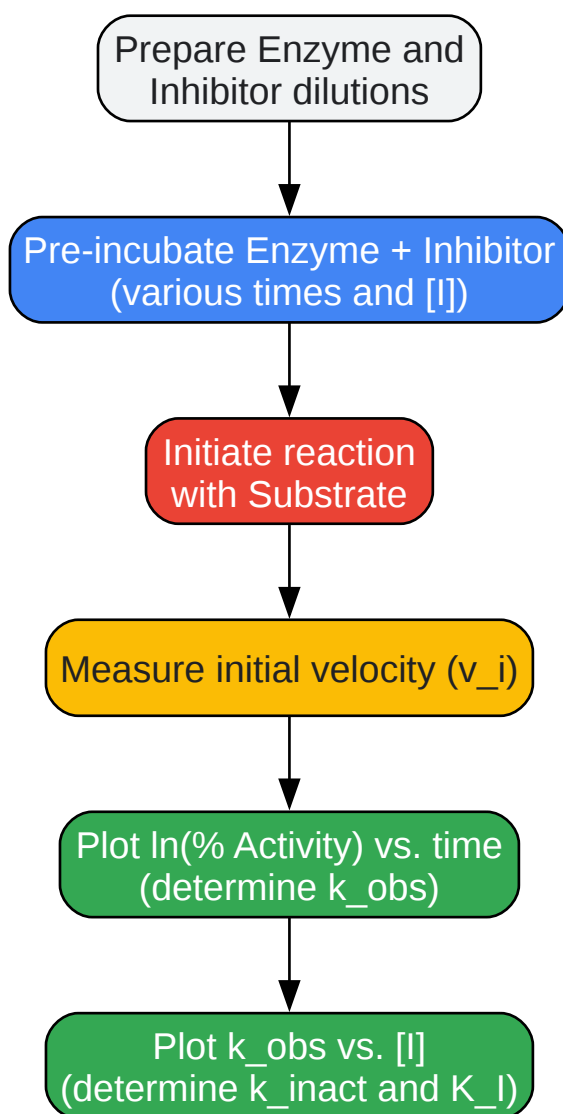 Prepare Enzyme and
Inhibitor dilutions
Pre-incubate Enzyme + Inhibitor
(various times and [I])
Initiate reaction
with Substrate
Measure initial velocity (v_i)
Plot ln(% Activity) vs. time
(determine k_obs)
Plot k_obs vs. [I]
(determine k_inact and K_I)